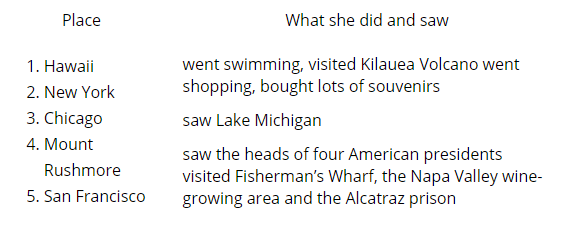 Place
What she did and saw
1. Hawaii
2. New York
3. Chicago
4. Mount
Rushmore
5. San Francisco
went swimming, visited Kilauea Volcano went
shopping, bought lots of souvenirs
saw Lake Michigan
saw the heads of four American presidents
visited Fisherman’s Wharf, the Napa Valley wine-
growing area and the Alcatraz prison